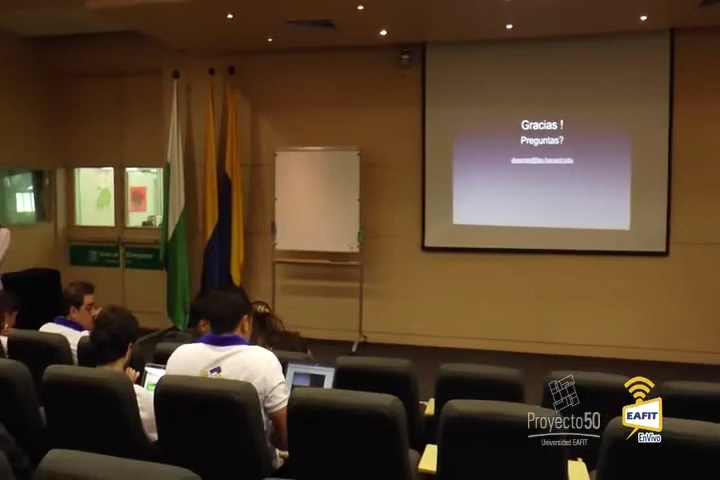 Gracias !
Preguntas?
Proyecto50
Universidad EAFIT
EAFIT
EnVivo